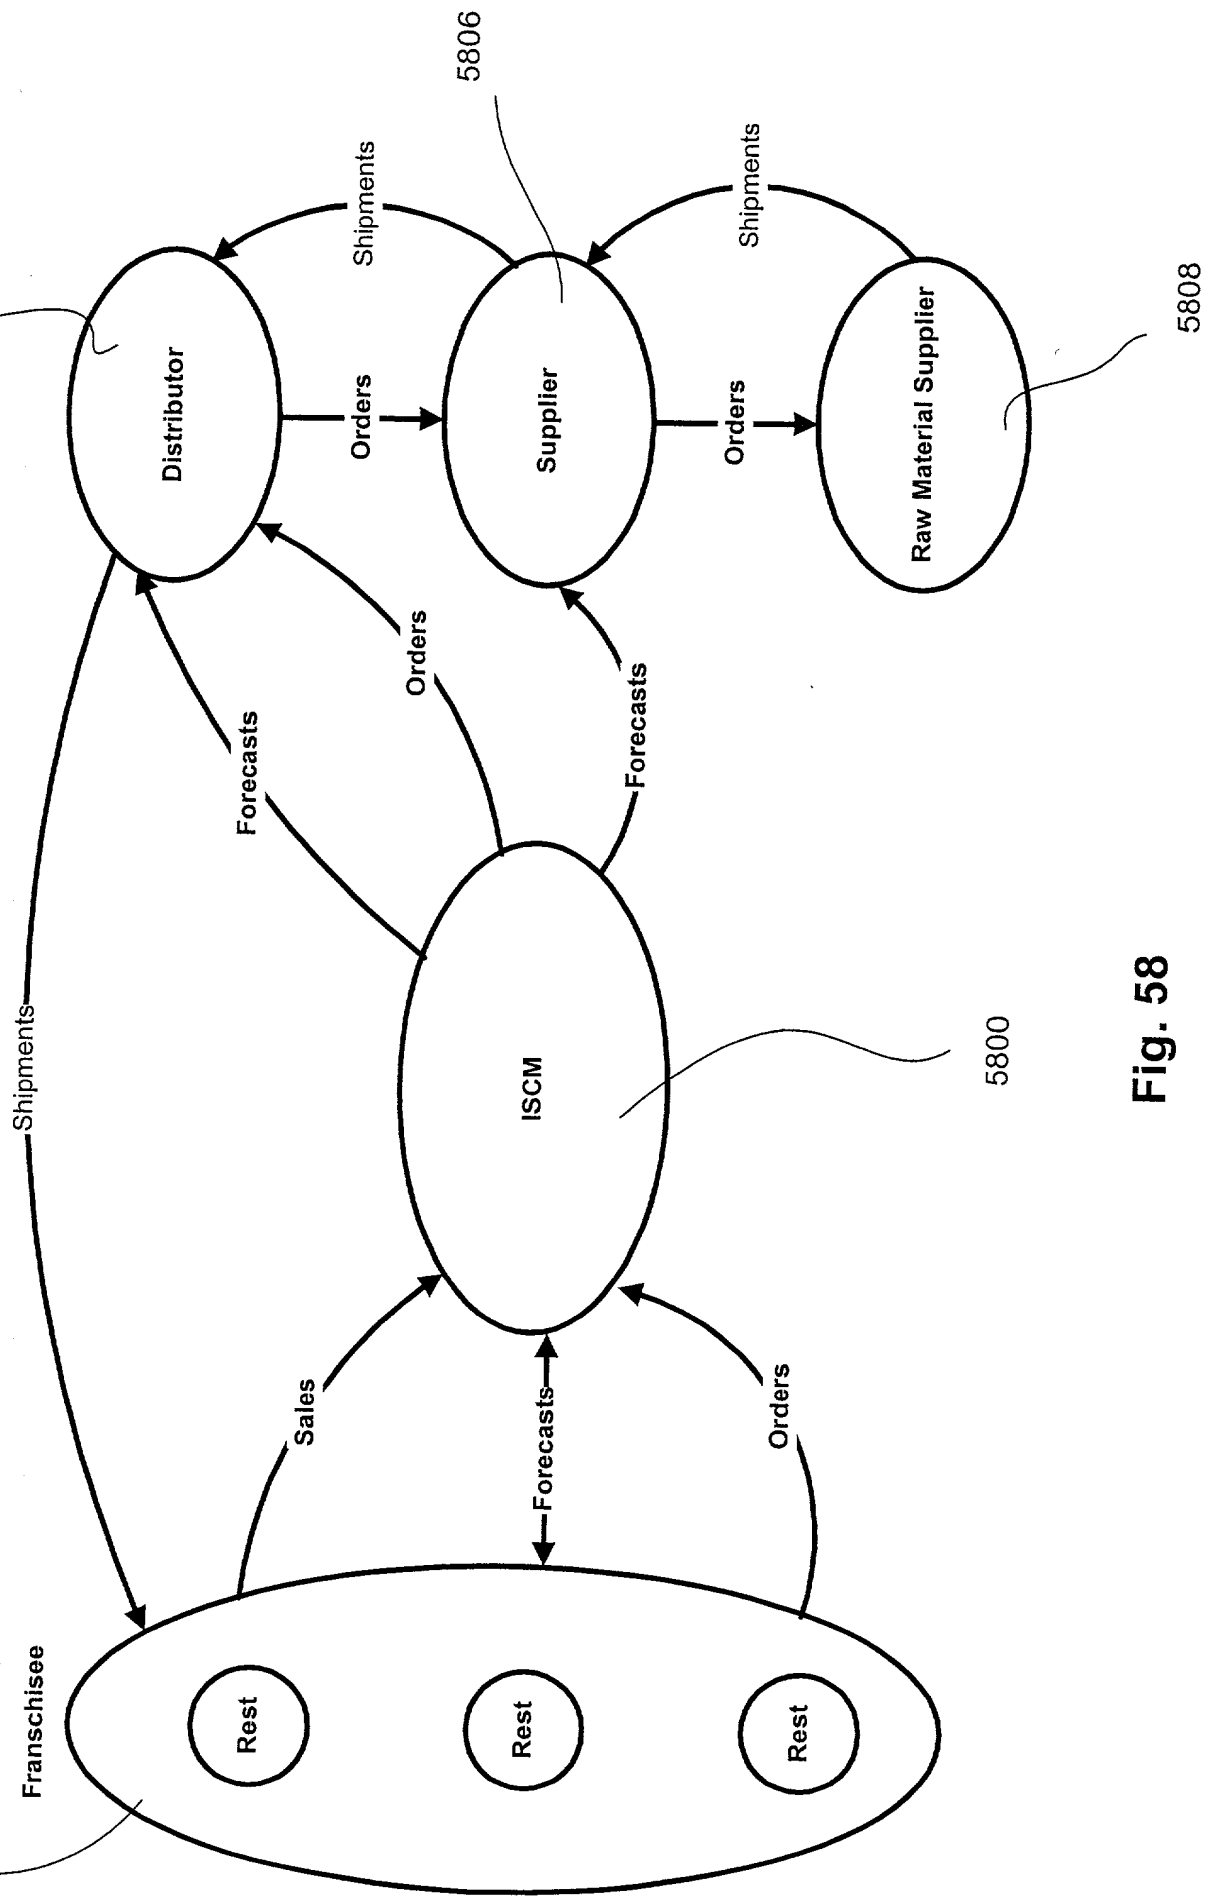 Franschisee
Rest
Rest
Rest
Shipments
Sales
Forecasts
Orders
ISCM
5800
Forecasts
Orders
Forecasts
Distributor
Orders
Shipments
Supplier
5806
Orders
Shipments
Raw Material Supplier
5808
Fig. 58